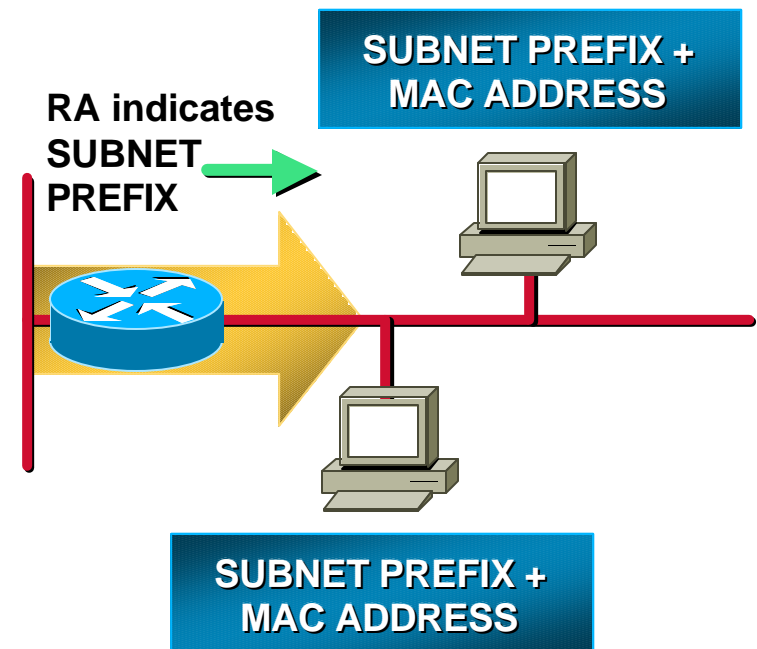 SUBNET PREFIX +
MAC ADDRESS
RA indicates
SUBNET
PREFIX
SUBNET PREFIX +
MAC ADDRESS